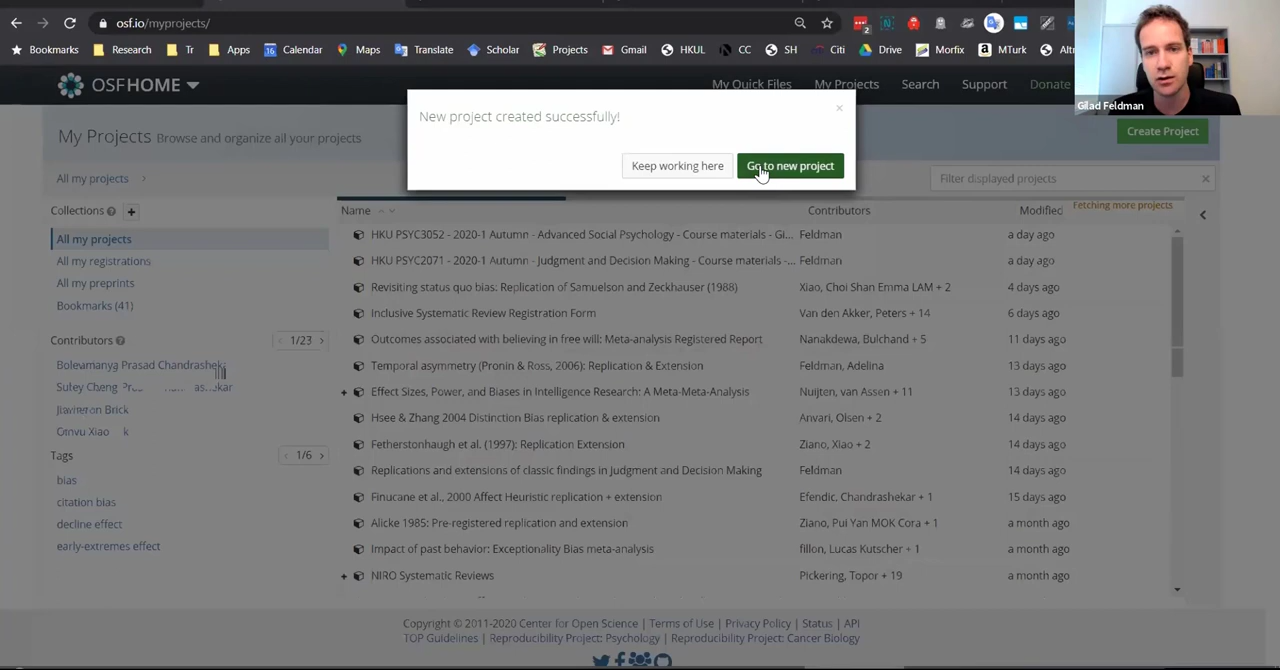 osf.io/myprojects/
2
Bookmarks Research Tr Apps 16 Calendar Maps Translate Scholar Projects Gmail HKUL CC SH Citi Drive Morfix a MTurk
OSFHOME My Quick Files My Projects Search Support Donate
Gilad Feldman
New project created successfully! ×
Keep working here Go to new project
My Projects Browse and organize all your projects Create Project
All my projects Filter displayed projects ×
Collections + Name Contributors Modified Fetching more projects
All my projects
All my registrations
All my preprints
Bookmarks (41)
Contributors 1/23
Tags 1/6
bias
citation bias
decline effect
early-extremes effect
HKU PSYC3052 - 2020-1 Autumn - Advanced Social Psychology - Course materials - Gi... Feldman a day ago
HKU PSYC2071 - 2020-1 Autumn - Judgment and Decision Making - Course materials -... Feldman a day ago
Revisiting status quo bias: Replication of Samuelson and Zeckhauser (1988) Xiao, Choi Shan Emma LAM + 2 4 days ago
Inclusive Systematic Review Registration Form Van den Akker, Peters + 14 6 days ago
Outcomes associated with believing in free will: Meta-analysis Registered Report Nanakdewa, Bulchand + 5 11 days ago
Temporal asymmetry (Pronin & Ross, 2006): Replication & Extension Feldman, Adelina 13 days ago
Effect Sizes, Power, and Biases in Intelligence Research: A Meta-Meta-Analysis Nuijten, van Assen + 11 13 days ago
Hsee & Zhang 2004 Distinction Bias replication & extension Anvari, Olsen + 2 14 days ago
Fetherstonhaugh et al. (1997): Replication Extension Ziano, Xiao + 2 14 days ago
Replications and extensions of classic findings in Judgment and Decision Making Feldman 14 days ago
Finucane et al., 2000 Affect Heuristic replication + extension Efendic, Chandrashekar + 1 15 days ago
Alicke 1985: Pre-registered replication and extension Ziano, Pui Yan MOK Cora + 1 a month ago
Impact of past behavior: Exceptionality Bias meta-analysis fillon, Lucas Kutscher + 1 a month ago
NIRO Systematic Reviews Pickering, Topor + 19 a month ago
Copyright © 2011-2020 Center for Open Science | Terms of Use | Privacy Policy | Status | API
TOP Guidelines | Reproducibility Project: Psychology | Reproducibility Project: Cancer Biology